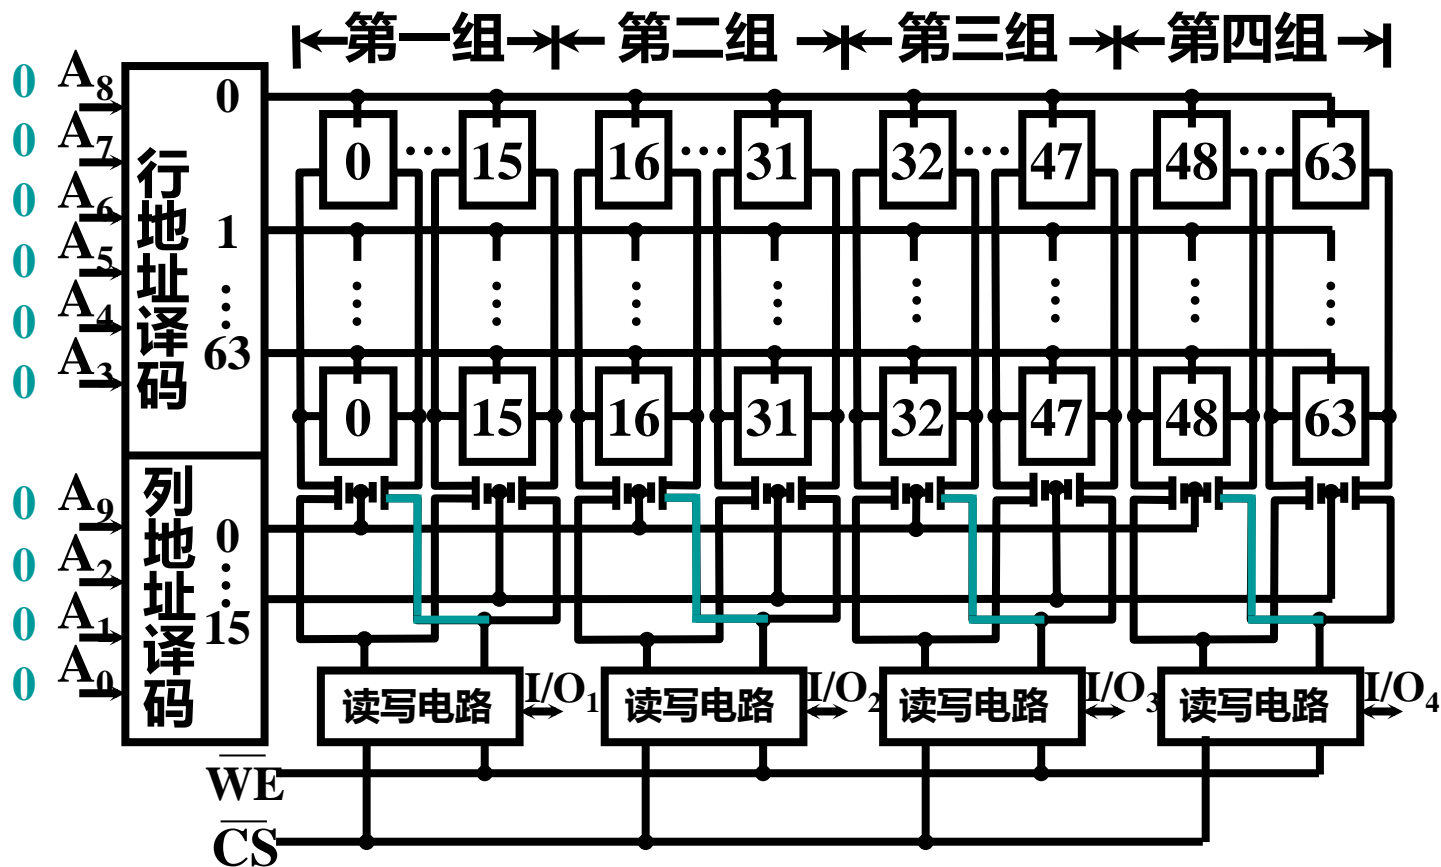 第一组 第二组 第三组 第四组
0 A8 0
0 A7
0 A6
0 A5
0 A4
0 A3
行地址译码
0 15 16 31 32 47 48 63
1
63
0 15 16 31 32 47 48 63
列地址译码
0 A9
0 A2
0 A1
0 A0
0
15
读写电路 I/O1 读写电路 I/O2 读写电路 I/O3 读写电路 I/O4
W̅E̅
C̅S̅